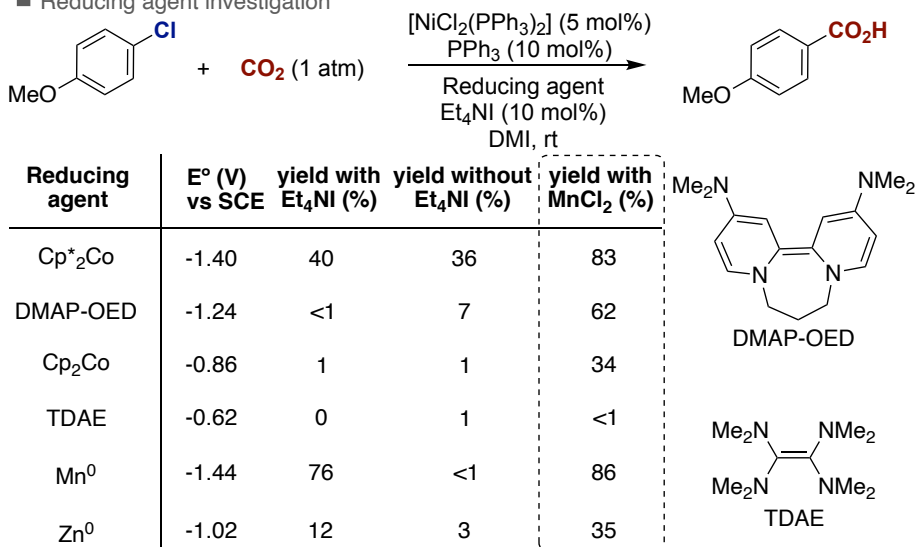 ■ Reducing agent investigation
Cl
MeO
+ CO2 (1 atm)
[NiCl2(PPh3)2] (5 mol%)
PPh3 (10 mol%)
Reducing agent
Et4NI (10 mol%)
DMI, rt
CO2H
MeO
Reducing agent | Eº (V) vs SCE | yield with Et4NI (%) | yield without Et4NI (%) | yield with MnCl2 (%)
Cp*2Co -1.40 40 36 83
DMAP-OED -1.24 <1 7 62
Cp2Co -0.86 1 1 34
TDAE -0.62 0 1 <1
Mn0 -1.44 76 <1 86
Zn0 -1.02 12 3 35
Me2N NMe2
N N
DMAP-OED
Me2N NMe2
Me2N NMe2
TDAE